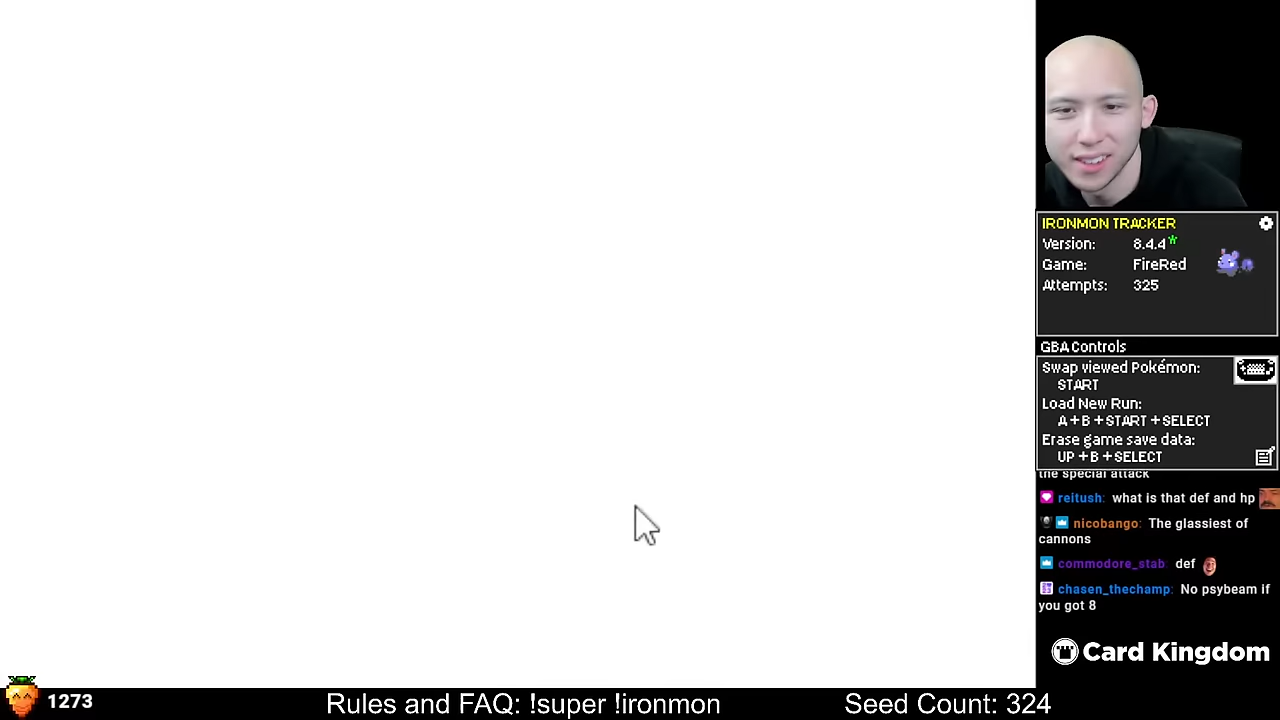 IRONMON TRACKER
Version: 8.4.4*
Game: FireRed
Attempts: 325
GBA Controls
Swap viewed Pokémon:
START
Load New Run:
A + B + START + SELECT
Erase game save data:
UP + B + SELECT
the special attack
reitush: what is that def and hp
nicobango: The glassiest of
cannons
commodore_stab: def
chasen_thechamp: No psybeam if
you got 8
Card Kingdom
1273
Rules and FAQ: !super !ironmon
Seed Count: 324